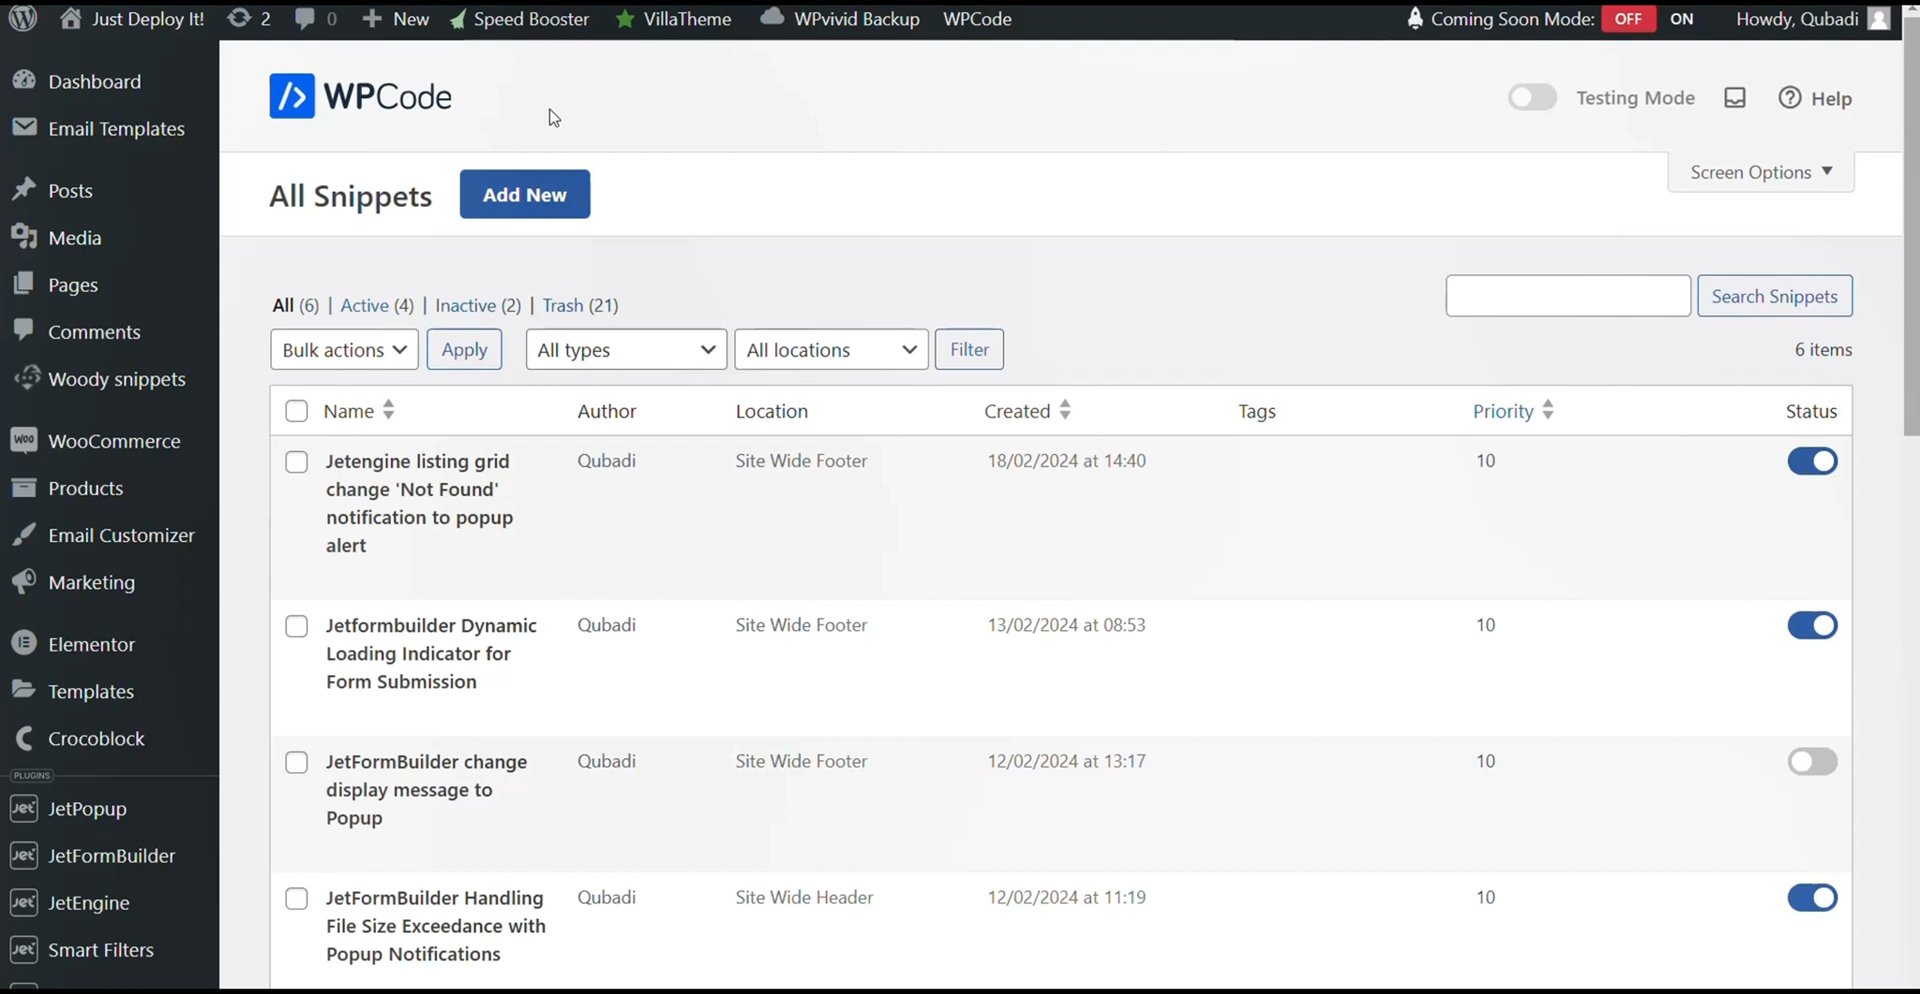 Just Deploy It! 2 0 New Speed Booster VillaTheme WPvivid Backup WPCode Coming Soon Mode: OFF ON Howdy, Qubadi
Dashboard
Email Templates
Posts
Media
Pages
Comments
Woody snippets
WOO WooCommerce
Products
Email Customizer
Marketing
Elementor
Templates
Crocoblock
PLUGINS
Jet JetPopup
Jet JetFormBuilder
Jet JetEngine
Jet Smart Filters
WPCode
Testing Mode Help
All Snippets Add New
Screen Options
All (6) | Active (4) | Inactive (2) | Trash (21)
Search Snippets
Bulk actions Apply All types All locations Filter
6 items
Name Author Location Created Tags Priority Status
Jetengine listing grid Qubadi Site Wide Footer 18/02/2024 at 14:40 10
change 'Not Found'
notification to popup
alert
Jetformbuilder Dynamic Qubadi Site Wide Footer 13/02/2024 at 08:53 10
Loading Indicator for
Form Submission
JetFormBuilder change Qubadi Site Wide Footer 12/02/2024 at 13:17 10
display message to
Popup
JetFormBuilder Handling Qubadi Site Wide Header 12/02/2024 at 11:19 10
File Size Exceedance with
Popup Notifications